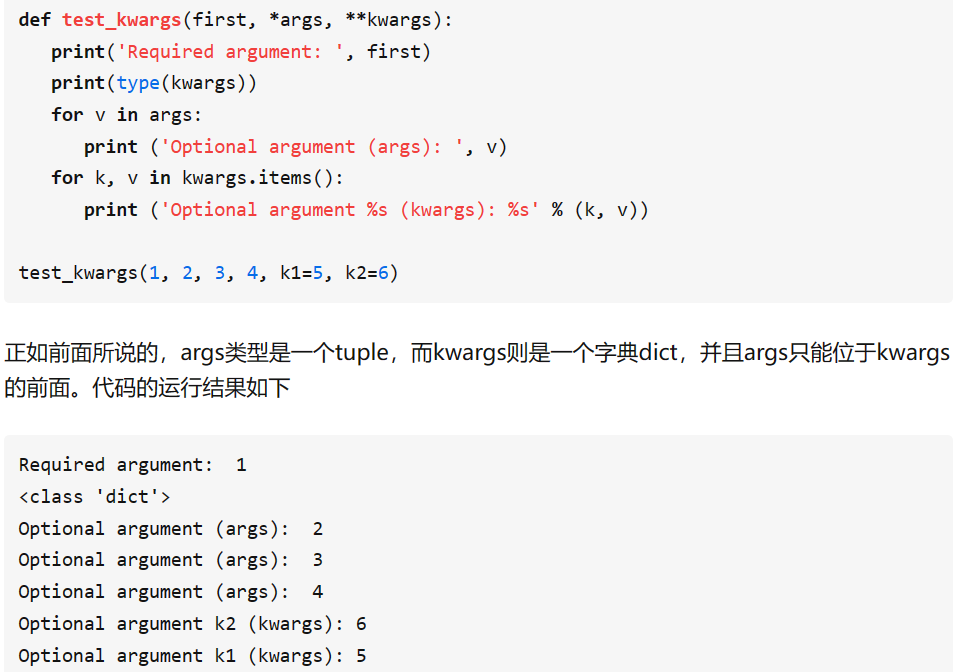 def test_kwargs(first, *args, **kwargs):
   print('Required argument: ', first)
   print(type(kwargs))
   for v in args:
      print ('Optional argument (args): ', v)
   for k, v in kwargs.items():
      print ('Optional argument %s (kwargs): %s' % (k, v))

test_kwargs(1, 2, 3, 4, k1=5, k2=6)
正如前面所说的，args类型是一个tuple，而kwargs则是一个字典dict，并且args只能位于kwargs
的前面。代码的运行结果如下
Required argument:  1
<class 'dict'>
Optional argument (args):  2
Optional argument (args):  3
Optional argument (args):  4
Optional argument k2 (kwargs): 6
Optional argument k1 (kwargs): 5